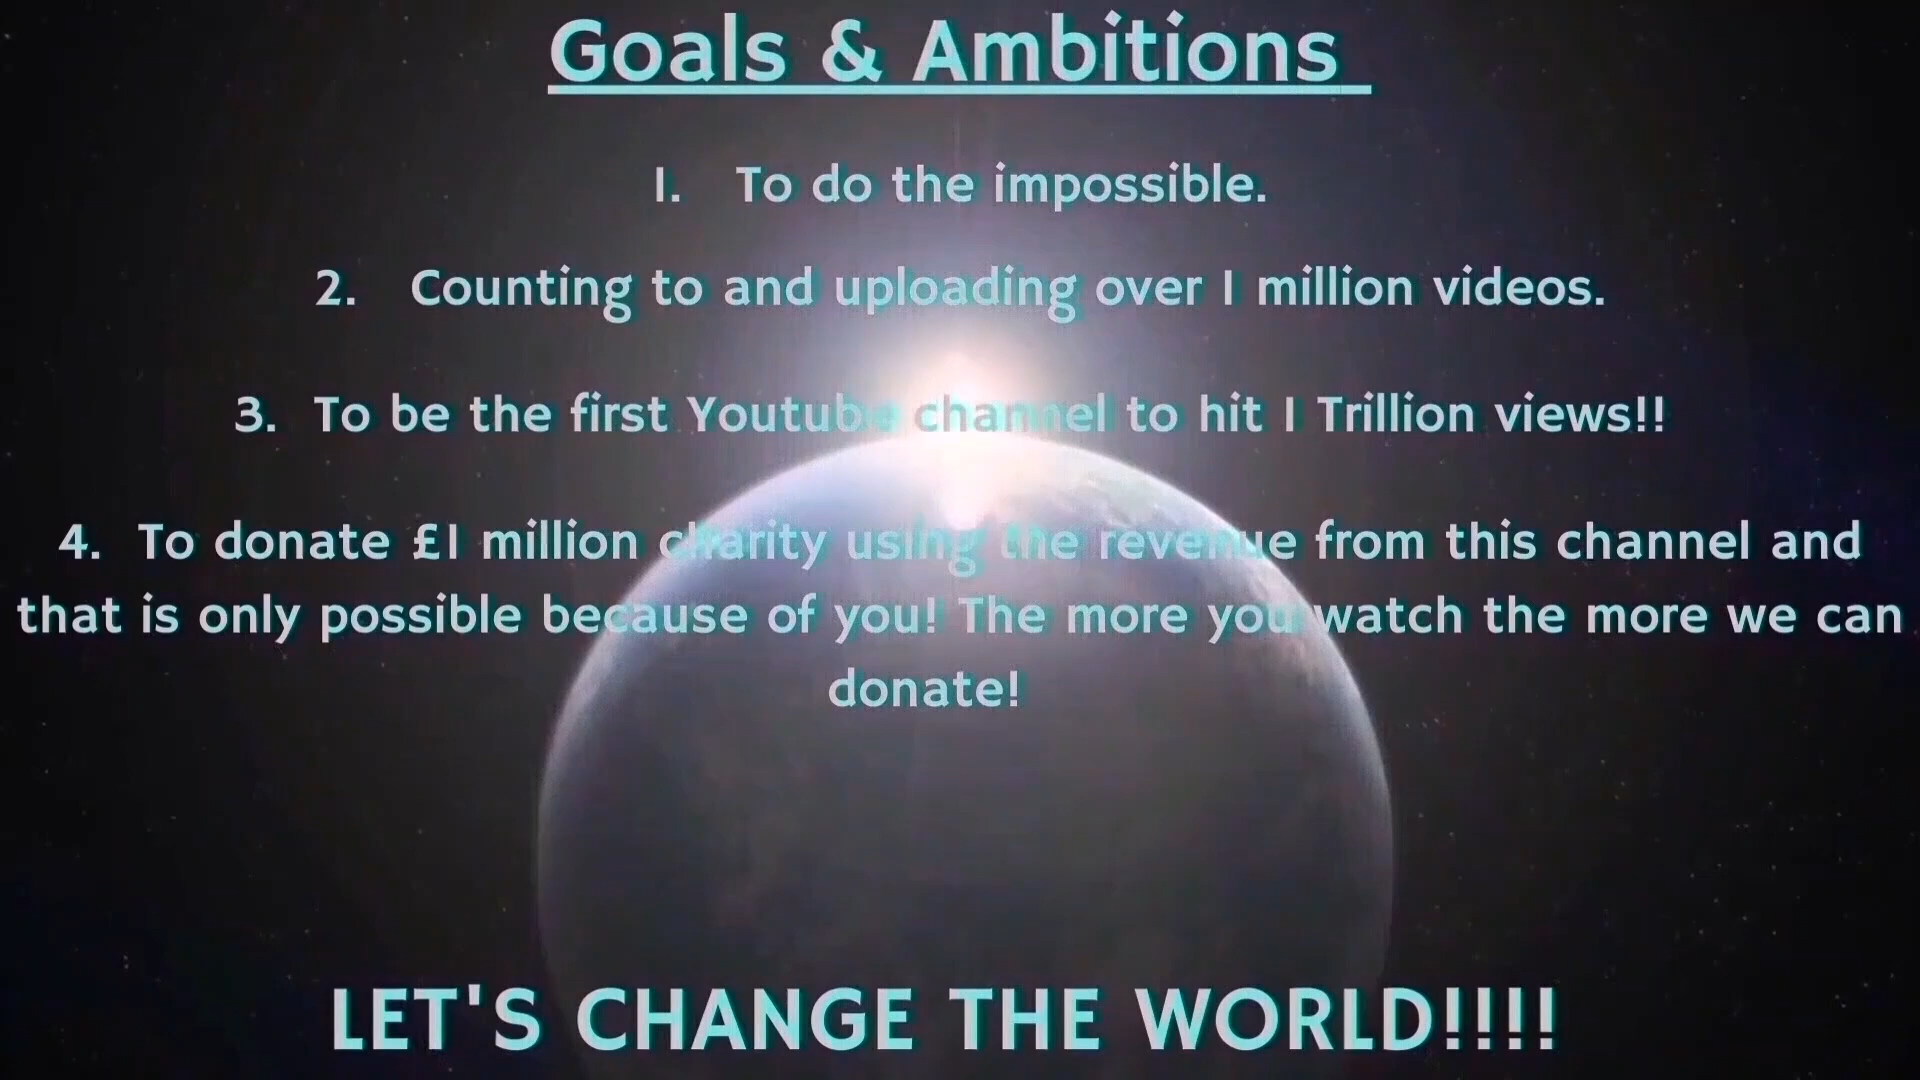 Goals & Ambitions
1. To do the impossible.
2. Counting to and uploading over 1 million videos.
3. To be the first Youtube channel to hit 1 Trillion views!!
4. To donate £1 million charity using the revenue from this channel and
that is only possible because of you! The more you watch the more we can
donate!
LET'S CHANGE THE WORLD!!!!